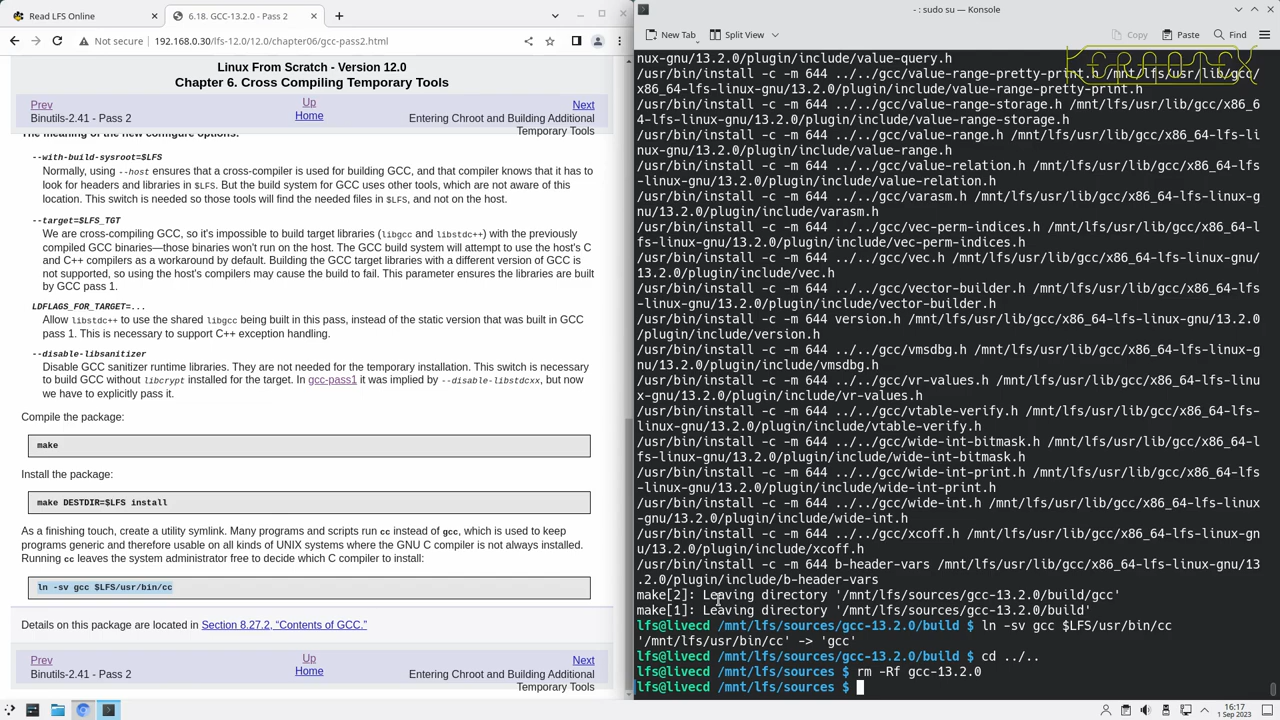 Read LFS Online
6.18. GCC-13.2.0 - Pass 2
Not secure
192.168.0.30/lfs-12.0/12.0/chapter06/gcc-pass2.html
Linux From Scratch - Version 12.0
Chapter 6. Cross Compiling Temporary Tools
Prev
Up
Next
Binutils-2.41 - Pass 2
Home
Entering Chroot and Building Additional
Temporary Tools
The meaning of the new configure options:
--with-build-sysroot=$LFS
Normally, using --host ensures that a cross-compiler is used for building GCC, and that compiler knows that it has to
look for headers and libraries in $LFS. But the build system for GCC uses other tools, which are not aware of this
location. This switch is needed so those tools will find the needed files in $LFS, and not on the host.
--target=$LFS_TGT
We are cross-compiling GCC, so it's impossible to build target libraries (libgcc and libstdc++) with the previously
compiled GCC binaries—those binaries won't run on the host. The GCC build system will attempt to use the host's C
and C++ compilers as a workaround by default. Building the GCC target libraries with a different version of GCC is
not supported, so using the host's compilers may cause the build to fail. This parameter ensures the libraries are built
by GCC pass 1.
LDFLAGS_FOR_TARGET=...
Allow libstdc++ to use the shared libgcc being built in this pass, instead of the static version that was built in GCC
pass 1. This is necessary to support C++ exception handling.
--disable-libsanitizer
Disable GCC sanitizer runtime libraries. They are not needed for the temporary installation. This switch is necessary
to build GCC without libcrypt installed for the target. In gcc-pass1 it was implied by --disable-libstdcxx, but now
we have to explicitly pass it.
Compile the package:
make
Install the package:
make DESTDIR=$LFS install
As a finishing touch, create a utility symlink. Many programs and scripts run cc instead of gcc, which is used to keep
programs generic and therefore usable on all kinds of UNIX systems where the GNU C compiler is not always installed.
Running cc leaves the system administrator free to decide which C compiler to install:
ln -sv gcc $LFS/usr/bin/cc
Details on this package are located in Section 8.27.2, “Contents of GCC.”
Prev
Up
Next
Binutils-2.41 - Pass 2
Home
Entering Chroot and Building Additional
Temporary Tools
- : sudo su — Konsole
New Tab
Split View
Copy
Paste
Find
KERNOTEX
nux-gnu/13.2.0/plugin/include/value-query.h
/usr/bin/install -c -m 644 ../../gcc/value-range-pretty-print.h /mnt/lfs/usr/lib/gcc/
x86_64-lfs-linux-gnu/13.2.0/plugin/include/value-range-pretty-print.h
/usr/bin/install -c -m 644 ../../gcc/value-range-storage.h /mnt/lfs/usr/lib/gcc/x86_6
4-lfs-linux-gnu/13.2.0/plugin/include/value-range-storage.h
/usr/bin/install -c -m 644 ../../gcc/value-range.h /mnt/lfs/usr/lib/gcc/x86_64-lfs-li
nux-gnu/13.2.0/plugin/include/value-range.h
/usr/bin/install -c -m 644 ../../gcc/value-relation.h /mnt/lfs/usr/lib/gcc/x86_64-lfs
-linux-gnu/13.2.0/plugin/include/value-relation.h
/usr/bin/install -c -m 644 ../../gcc/varasm.h /mnt/lfs/usr/lib/gcc/x86_64-lfs-linux-g
nu/13.2.0/plugin/include/varasm.h
/usr/bin/install -c -m 644 ../../gcc/vec-perm-indices.h /mnt/lfs/usr/lib/gcc/x86_64-l
fs-linux-gnu/13.2.0/plugin/include/vec-perm-indices.h
/usr/bin/install -c -m 644 ../../gcc/vec.h /mnt/lfs/usr/lib/gcc/x86_64-lfs-linux-gnu/
13.2.0/plugin/include/vec.h
/usr/bin/install -c -m 644 ../../gcc/vector-builder.h /mnt/lfs/usr/lib/gcc/x86_64-lfs
-linux-gnu/13.2.0/plugin/include/vector-builder.h
/usr/bin/install -c -m 644 version.h /mnt/lfs/usr/lib/gcc/x86_64-lfs-linux-gnu/13.2.0
/plugin/include/version.h
/usr/bin/install -c -m 644 ../../gcc/vmsdbg.h /mnt/lfs/usr/lib/gcc/x86_64-lfs-linux-g
nu/13.2.0/plugin/include/vmsdbg.h
/usr/bin/install -c -m 644 ../../gcc/vr-values.h /mnt/lfs/usr/lib/gcc/x86_64-lfs-linu
x-gnu/13.2.0/plugin/include/vr-values.h
/usr/bin/install -c -m 644 ../../gcc/vtable-verify.h /mnt/lfs/usr/lib/gcc/x86_64-lfs-
linux-gnu/13.2.0/plugin/include/vtable-verify.h
/usr/bin/install -c -m 644 ../../gcc/wide-int-bitmask.h /mnt/lfs/usr/lib/gcc/x86_64-l
fs-linux-gnu/13.2.0/plugin/include/wide-int-bitmask.h
/usr/bin/install -c -m 644 ../../gcc/wide-int-print.h /mnt/lfs/usr/lib/gcc/x86_64-lfs
-linux-gnu/13.2.0/plugin/include/wide-int-print.h
/usr/bin/install -c -m 644 ../../gcc/wide-int.h /mnt/lfs/usr/lib/gcc/x86_64-lfs-linux
-gnu/13.2.0/plugin/include/wide-int.h
/usr/bin/install -c -m 644 ../../gcc/xcoff.h /mnt/lfs/usr/lib/gcc/x86_64-lfs-linux-gn
u/13.2.0/plugin/include/xcoff.h
/usr/bin/install -c -m 644 b-header-vars /mnt/lfs/usr/lib/gcc/x86_64-lfs-linux-gnu/13
.2.0/plugin/include/b-header-vars
make[2]: Leaving directory '/mnt/lfs/sources/gcc-13.2.0/build/gcc'
make[1]: Leaving directory '/mnt/lfs/sources/gcc-13.2.0/build'
lfs@livecd /mnt/lfs/sources/gcc-13.2.0/build $ ln -sv gcc $LFS/usr/bin/cc
'/mnt/lfs/usr/bin/cc' -> 'gcc'
lfs@livecd /mnt/lfs/sources/gcc-13.2.0/build $ cd ../..
lfs@livecd /mnt/lfs/sources $ rm -Rf gcc-13.2.0
lfs@livecd /mnt/lfs/sources $
16:17
1 Sep 2023